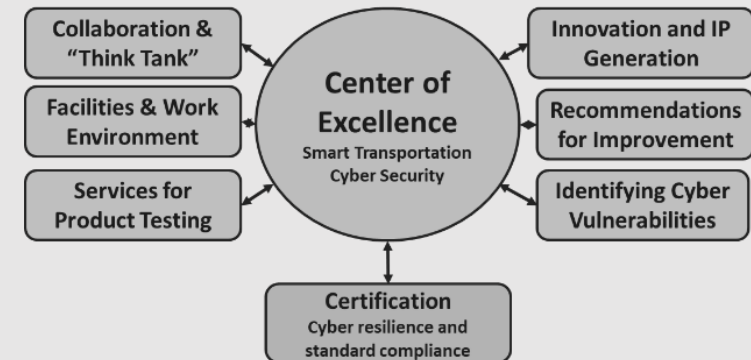 Collaboration &
“Think Tank”
Facilities & Work
Environment
Services for
Product Testing
Center of
Excellence
Smart Transportation
Cyber Security
Innovation and IP
Generation
Recommendations
for Improvement
Identifying Cyber
Vulnerabilities
Certification
Cyber resilience and
standard compliance